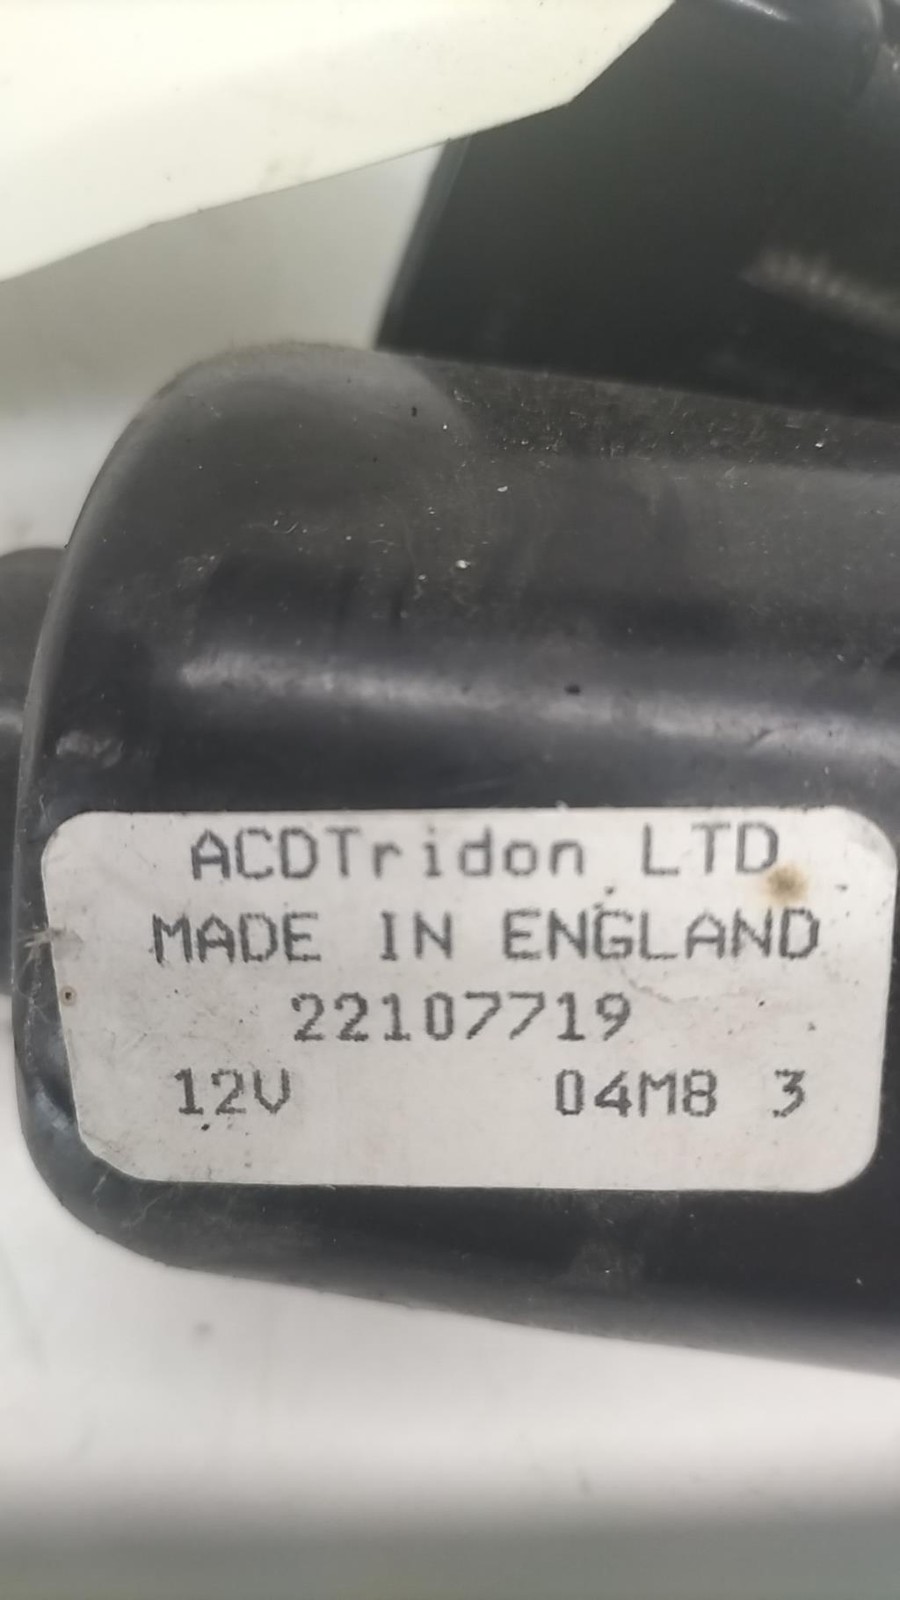 ACDTridon LTD
MADE IN ENGLAND
22107719
12V 04M8 3